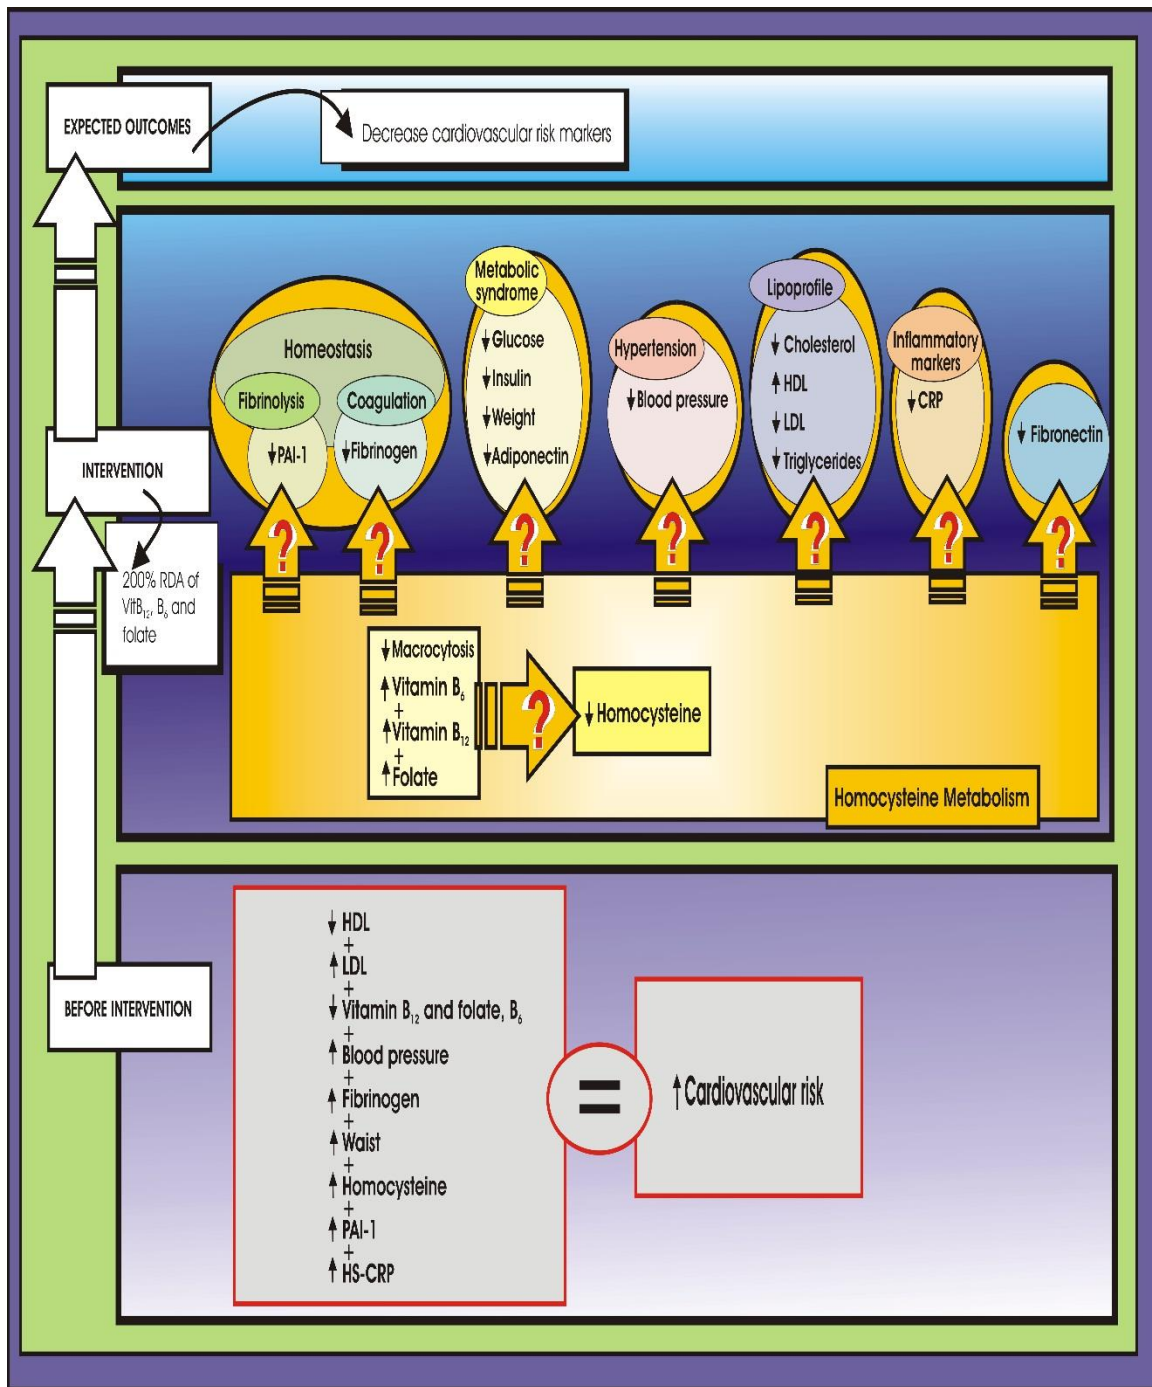 EXPECTED OUTCOMES
Decrease cardiovascular risk markers
Metabolic
syndrome
↓Glucose
↓Insulin
↓Weight
↓Adiponectin
Lipoprofile
↓Cholesterol
↑HDL
↓LDL
↓Triglycerides
Homeostasis
Fibrinolysis
↓PAI-1
Coagulation
↓Fibrinogen
Hypertension
↓Blood pressure
Inflammatory
markers
↓CRP
↓Fibronectin
INTERVENTION
200% RDA of
VitB₁₂, B₆ and
folate
? ? ? ? ? ? ?
↓Macrocytosis
↑Vitamin B₆
+
↑Vitamin B₁₂
+
↑Folate
?
↓Homocysteine
Homocysteine Metabolism
BEFORE INTERVENTION
↓HDL
+
↑LDL
+
↓Vitamin B₁₂ and folate, B₆
+
↑Blood pressure
+
↑Fibrinogen
+
↑Waist
+
↑Homocysteine
+
↑PAI-1
+
↑HS-CRP
=
↑Cardiovascular risk